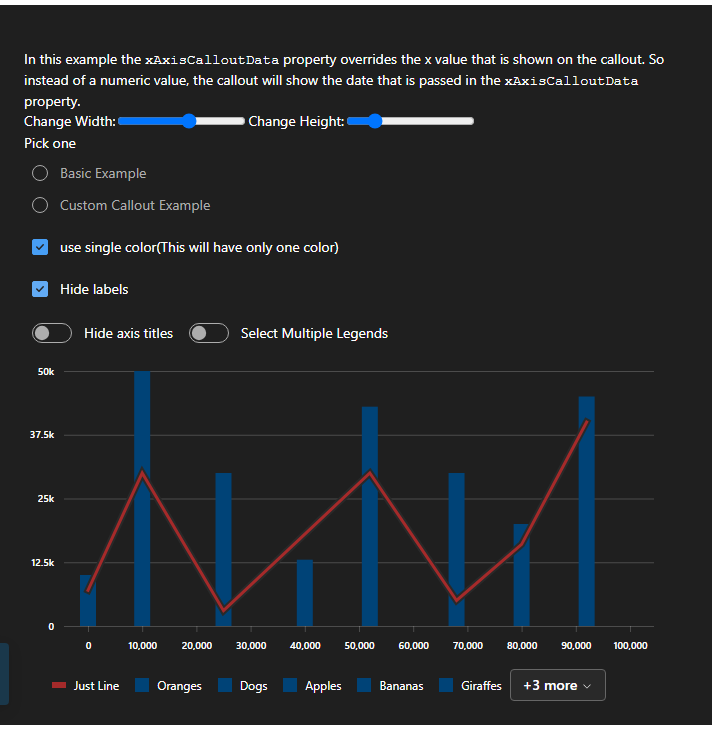 In this example the xAxisCalloutData property overrides the x value that is shown on the callout. So
instead of a numeric value, the callout will show the date that is passed in the xAxisCalloutData
property.
Change Width: Change Height:
Pick one
Basic Example
Custom Callout Example
use single color(This will have only one color)
Hide labels
Hide axis titles Select Multiple Legends
50k
37.5k
25k
12.5k
0
0 10,000 20,000 30,000 40,000 50,000 60,000 70,000 80,000 90,000 100,000
Just Line Oranges Dogs Apples Bananas Giraffes +3 more